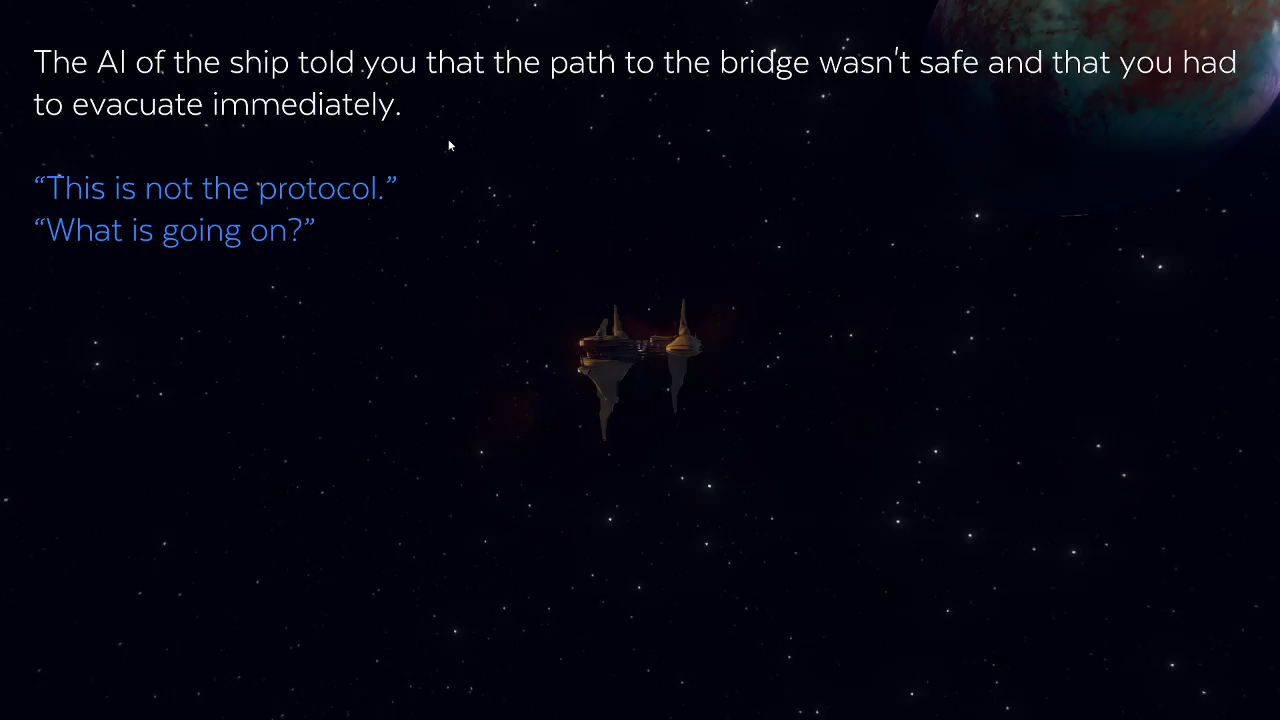 The AI of the ship told you that the path to the bridge wasn't safe and that you had
to evacuate immediately.
“This is not the protocol.”
“What is going on?”